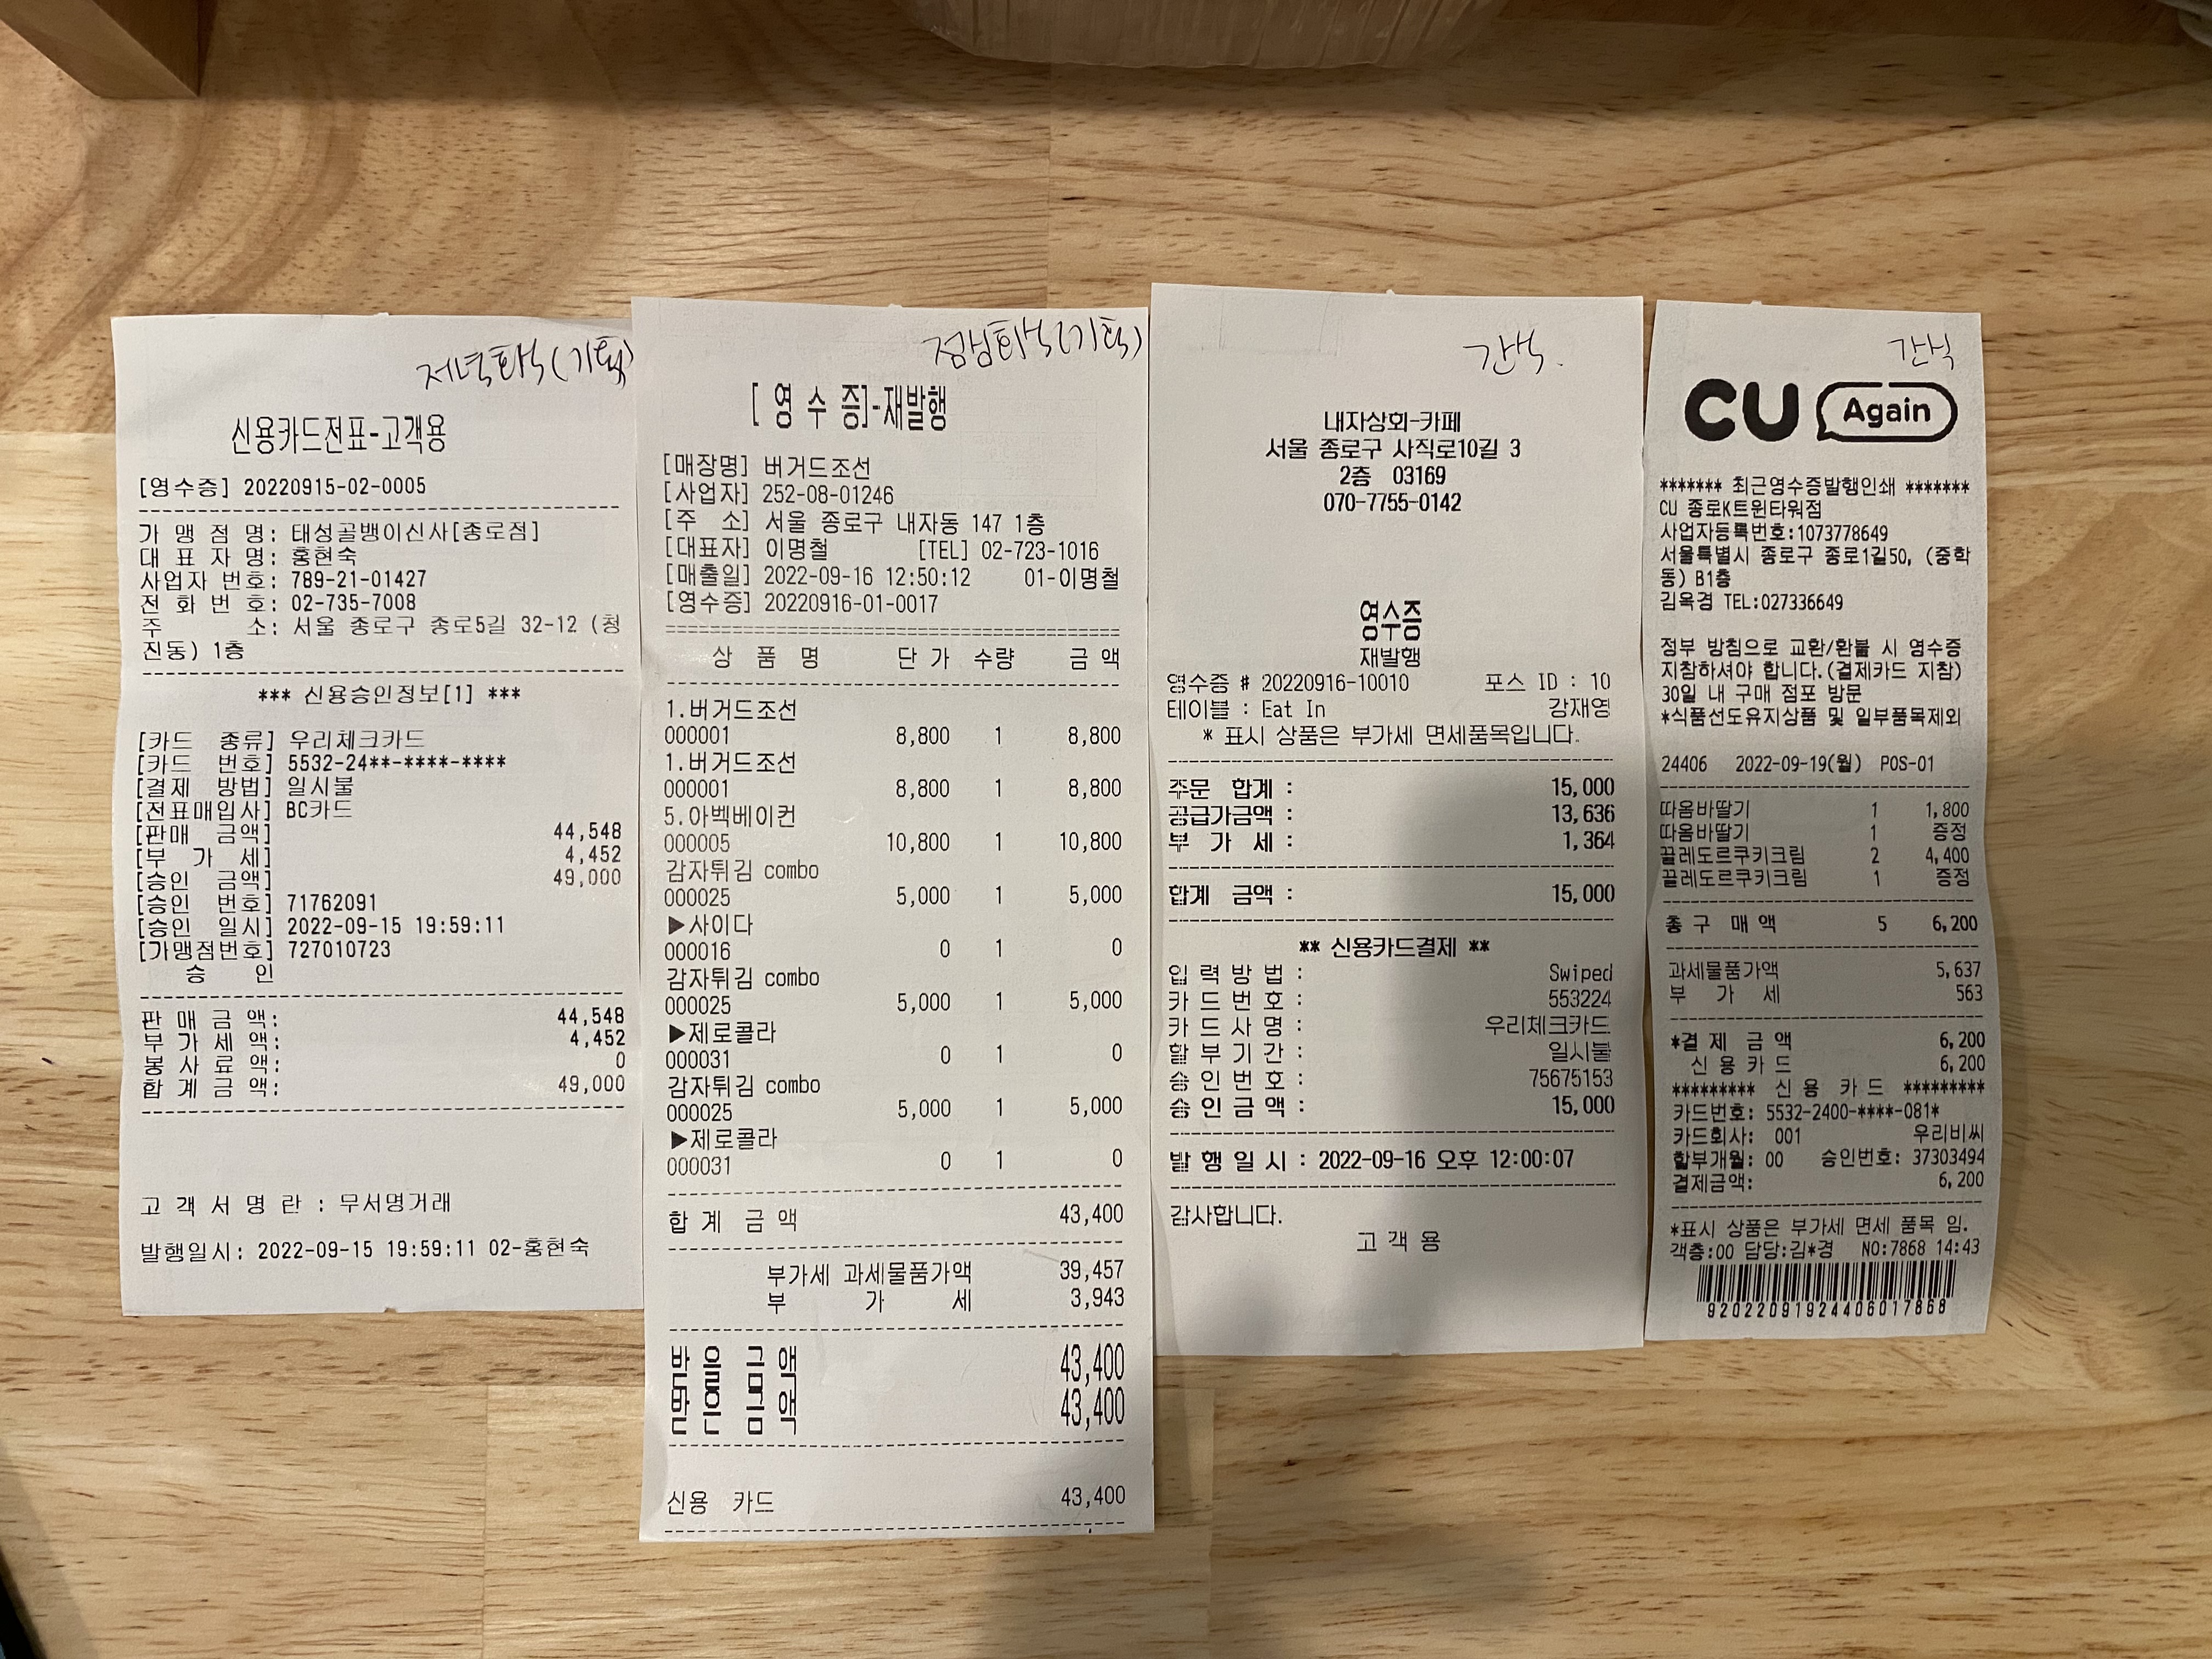 저녁회식(기획)
신용카드전표-고객용
[영수증] 20220915-02-0005
가 맹 점 명: 태성골뱅이신사[종로점]
대 표 자 명: 홍현숙
사업자 번호: 789-21-01427
전 화 번 호: 02-735-7008
주 소: 서울 종로구 종로5길 32-12 (청
진동) 1층
*** 신용승인정보[1] ***
[카드 종류] 우리체크카드
[카드 번호] 5532-24**-****-****
[결제 방법] 일시불
[전표매입사] BC카드
[판매 금액] 44,548
[부 가 세] 4,452
[승인 금액] 49,000
[승인 번호] 71762091
[승인 일시] 2022-09-15 19:59:11
[가맹점번호] 727010723
승 인
판 매 금 액: 44,548
부 가 세 액: 4,452
봉 사 료 액: 0
합 계 금 액: 49,000
고 객 서 명 란 : 무서명거래
발행일시: 2022-09-15 19:59:11 02-홍현숙
점심회식(기획)
[ 영 수 증]-재발행
[매장명] 버거드조선
[사업자] 252-08-01246
[주 소] 서울 종로구 내자동 147 1층
[대표자] 이명철 [TEL] 02-723-1016
[매출일] 2022-09-16 12:50:12 01-이명철
[영수증] 20220916-01-0017
상 품 명 단 가 수량 금 액
1.버거드조선
000001 8,800 1 8,800
1.버거드조선
000001 8,800 1 8,800
5.아벡베이컨
000005 10,800 1 10,800
감자튀김 combo
000025 5,000 1 5,000
▶사이다
000016 0 1 0
감자튀김 combo
000025 5,000 1 5,000
▶제로콜라
000031 0 1 0
감자튀김 combo
000025 5,000 1 5,000
▶제로콜라
000031 0 1 0
합 계 금 액 43,400
부가세 과세물품가액 39,457
부 가 세 3,943
받 을 금 액 43,400
받 은 금 액 43,400
신용 카드 43,400
간식.
내자상회-카페
서울 종로구 사직로10길 3
2층 03169
070-7755-0142
영수증
재발행
영수증 # 20220916-10010 포스 ID : 10
테이블 : Eat In 강재영
* 표시 상품은 부가세 면세품목입니다.
주문 합계 : 15,000
공급가금액 : 13,636
부 가 세 : 1,364
합계 금액 : 15,000
** 신용카드결제 **
입 력 방 법 : Swiped
카 드 번 호 : 553224
카 드 사 명 : 우리체크카드
할 부 기 간 : 일시불
승 인 번 호 : 75675153
승 인 금 액 : 15,000
발 행 일 시 : 2022-09-16 오후 12:00:07
감사합니다.
고 객 용
간식
CU Again
******* 최근영수증발행인쇄 *******
CU 종로K트윈타워점
사업자등록번호:1073778649
서울특별시 종로구 종로1길50, (중학
동) B1층
김옥경 TEL:027336649
정부 방침으로 교환/환불 시 영수증
지참하셔야 합니다.(결제카드 지참)
30일 내 구매 점포 방문
*식품선도유지상품 및 일부품목제외
24406 2022-09-19(월) POS-01
따옴바딸기 1 1,800
따옴바딸기 1 증정
끌레도르쿠키크림 2 4,400
끌레도르쿠키크림 1 증정
총 구 매 액 5 6,200
과세물품가액 5,637
부 가 세 563
*결 제 금 액 6,200
신 용 카 드 6,200
********* 신 용 카 드 *********
카드번호: 5532-2400-****-081*
카드회사: 001 우리비씨
할부개월: 00 승인번호: 37303494
결제금액: 6,200
*표시 상품은 부가세 면세 품목 임.
객층:00 담당:김*경 NO:7868 14:43
9202209192440601​7868